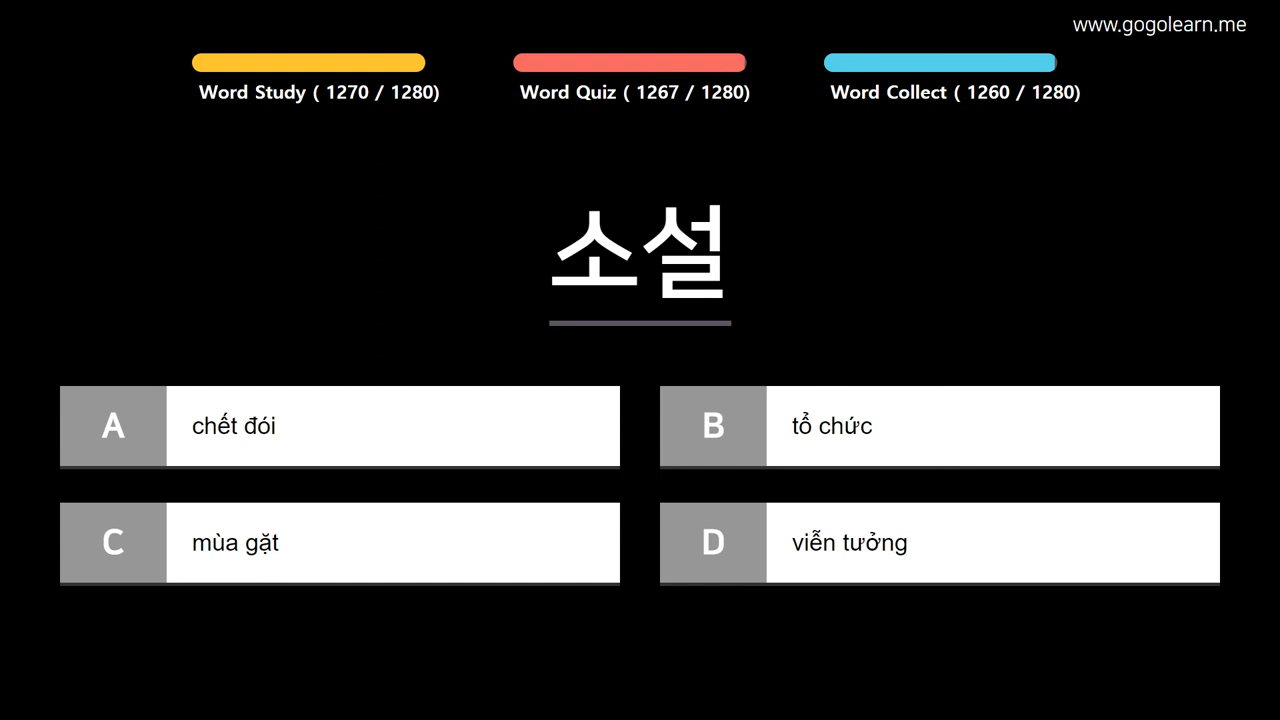 www.gogolearn.me
Word Study ( 1270 / 1280)
Word Quiz ( 1267 / 1280)
Word Collect ( 1260 / 1280)
소설
A chết đói
B tổ chức
C mùa gặt
D viễn tưởng